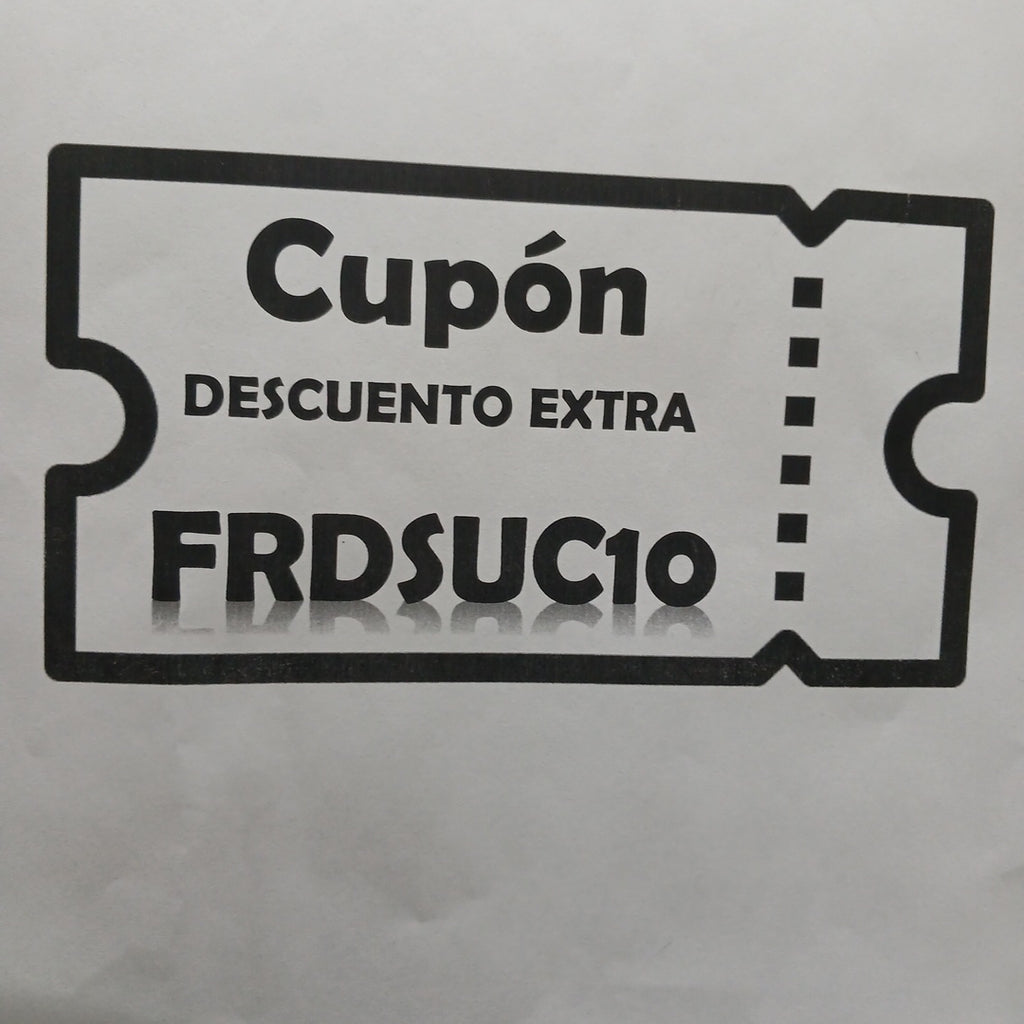 Cupón
DESCUENTO EXTRA
FRDSUC10